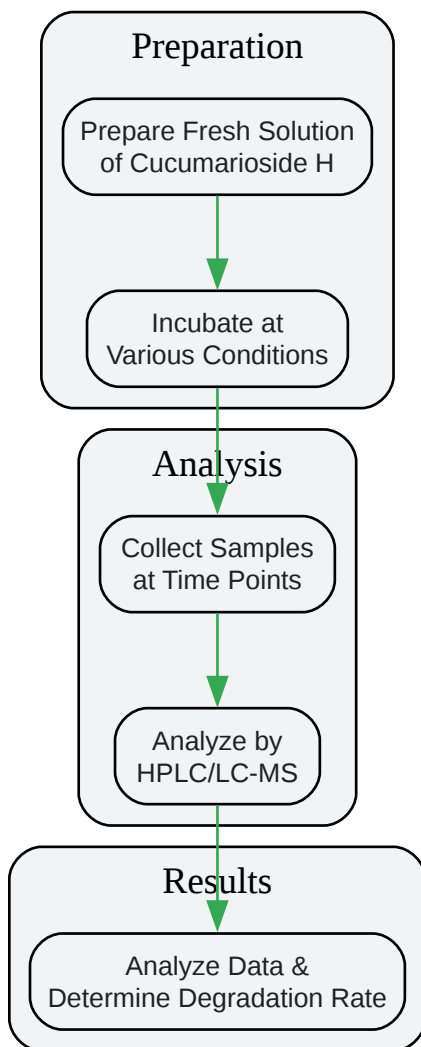 Preparation
Prepare Fresh Solution
of Cucumarioside H
Incubate at
Various Conditions
Analysis
Collect Samples
at Time Points
Analyze by
HPLC/LC-MS
Results
Analyze Data &
Determine Degradation Rate